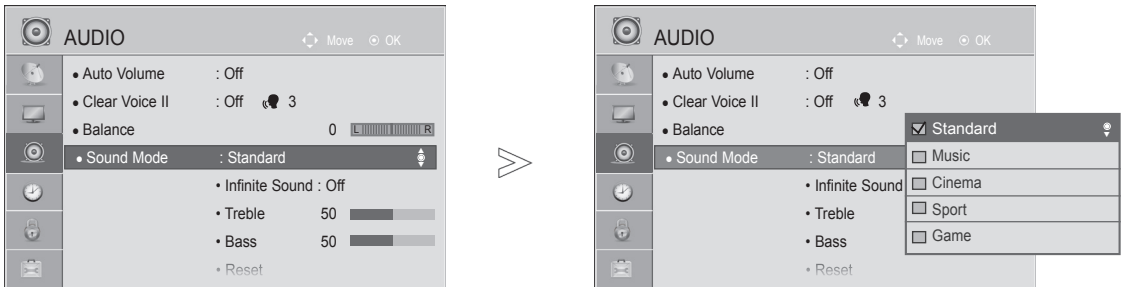 AUDIO Move OK
• Auto Volume : Off
• Clear Voice II : Off 3
• Balance 0 L R
• Sound Mode : Standard
• Infinite Sound : Off
• Treble 50
• Bass 50
• Reset
AUDIO Move OK
• Auto Volume : Off
• Clear Voice II : Off 3
• Balance
• Sound Mode : Standard
• Infinite Sound
• Treble
• Bass
• Reset
Standard
Music
Cinema
Sport
Game